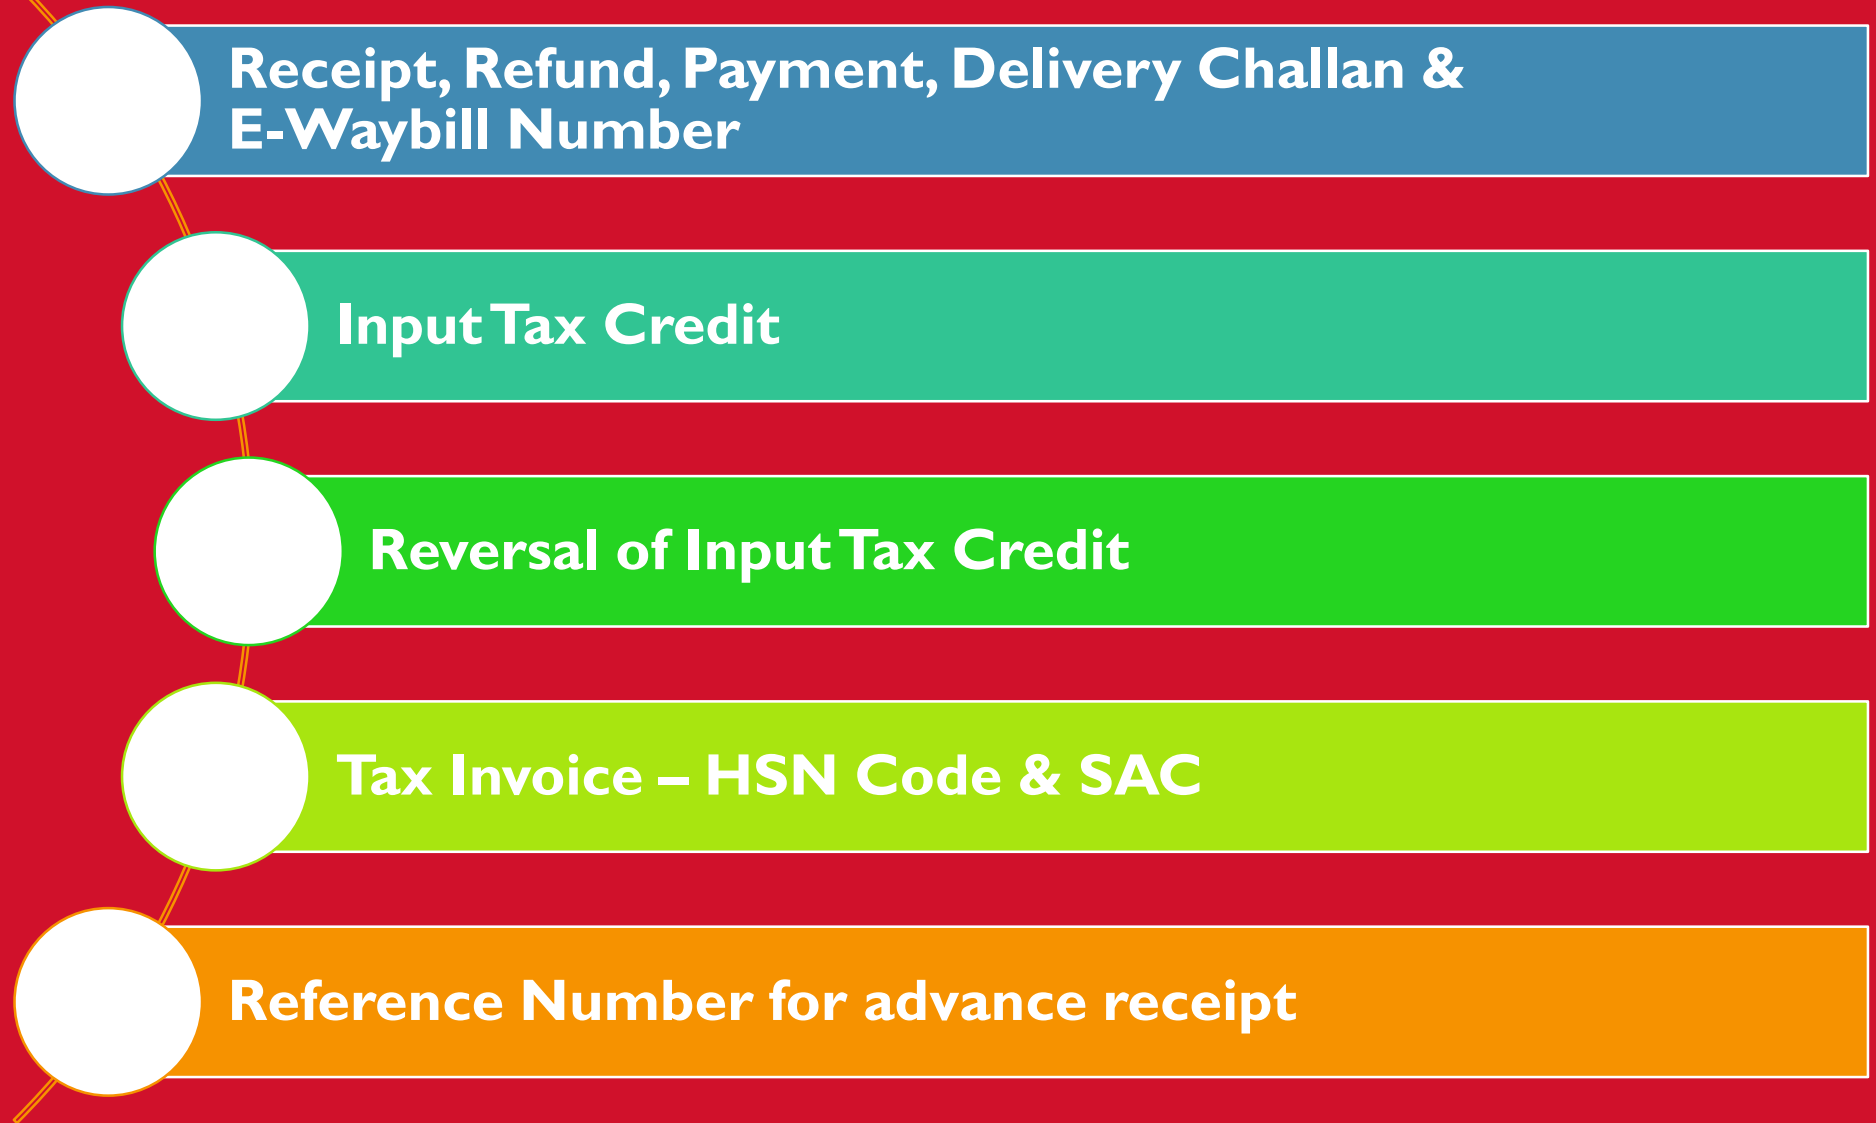 Receipt, Refund, Payment, Delivery Challan &
E-Waybill Number
Input Tax Credit
Reversal of Input Tax Credit
Tax Invoice – HSN Code & SAC
Reference Number for advance receipt